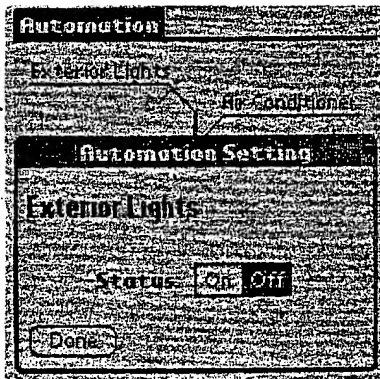 Automation
Exterior Lights
Air Conditioner
Automation Setting
Exterior Lights
Status: On Off
Done